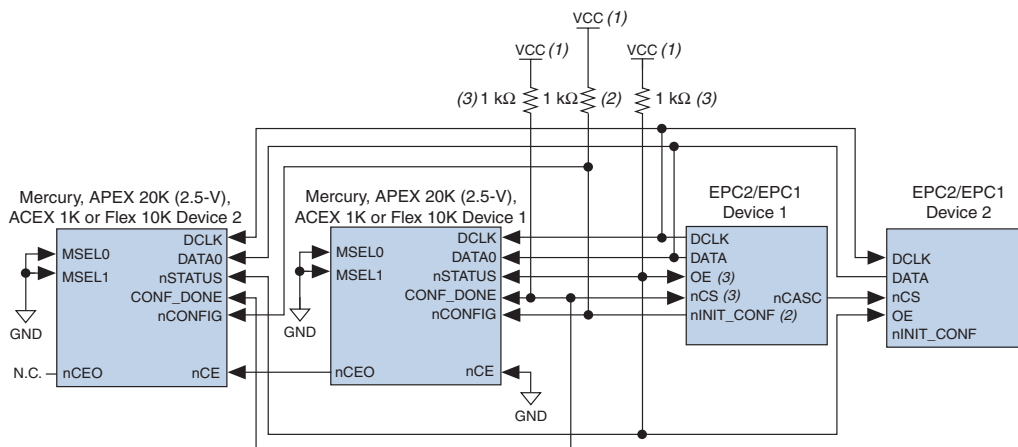 VCC (1)
VCC (1)
VCC (1)
(3) 1 kΩ
1 kΩ
(2)
1 kΩ (3)
Mercury, APEX 20K (2.5-V),
ACEX 1K or Flex 10K Device 2
MSEL0
MSEL1
GND
DCLK
DATA0
nSTATUS
CONF_DONE
nCONFIG
N.C.
nCEO
nCE
Mercury, APEX 20K (2.5-V),
ACEX 1K or Flex 10K Device 1
MSEL0
MSEL1
GND
DCLK
DATA0
nSTATUS
CONF_DONE
nCONFIG
nCEO
nCE
GND
EPC2/EPC1
Device 1
DCLK
DATA
OE (3)
nCS (3)
nCASC
nINIT_CONF (2)
EPC2/EPC1
Device 2
DCLK
DATA
nCS
OE
nINIT_CONF